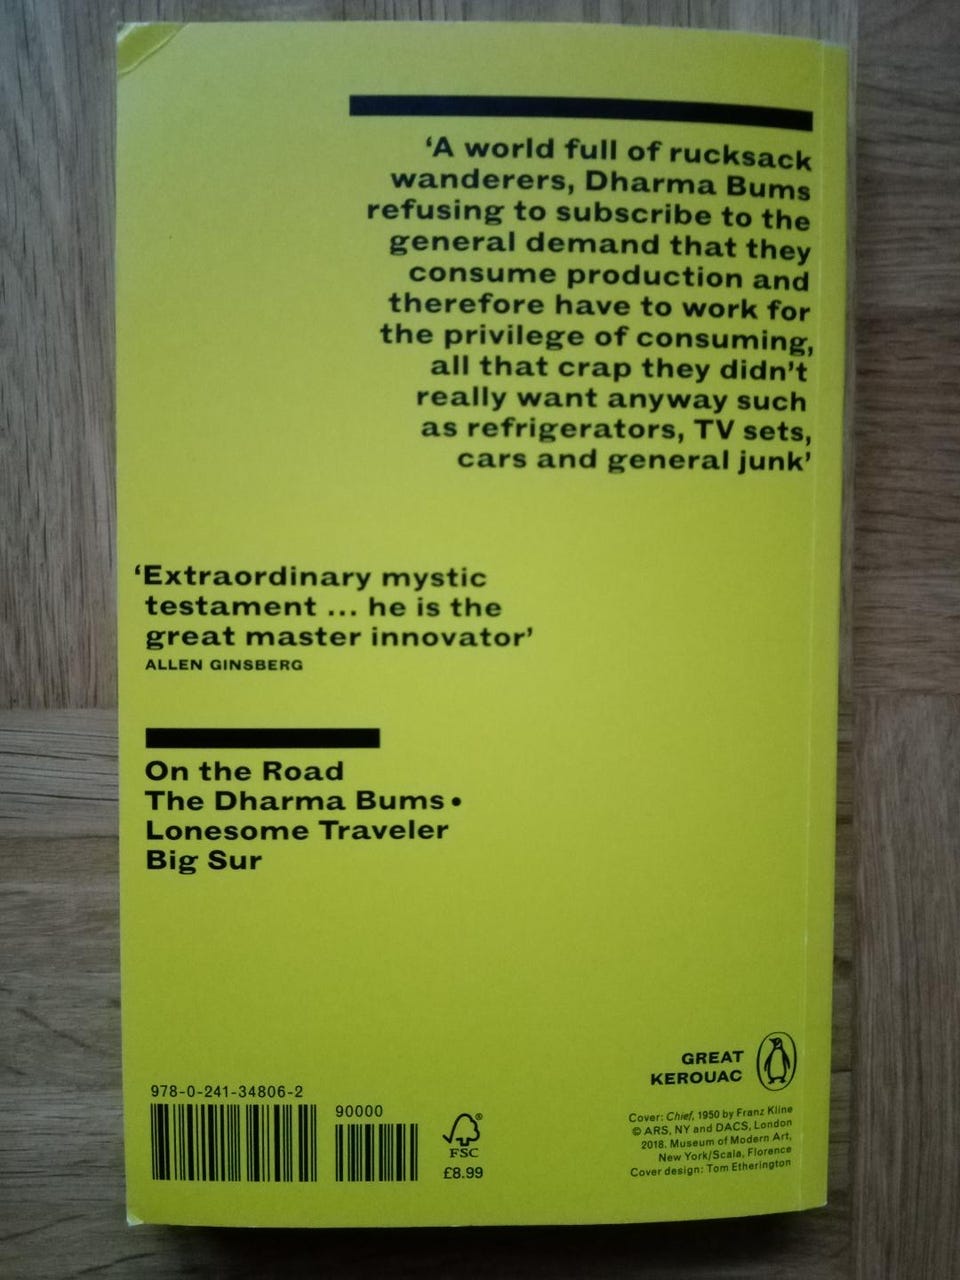 ‘A world full of rucksack
wanderers, Dharma Bums
refusing to subscribe to the
general demand that they
consume production and
therefore have to work for
the privilege of consuming,
all that crap they didn’t
really want anyway such
as refrigerators, TV sets,
cars and general junk’
‘Extraordinary mystic
testament ... he is the
great master innovator’
ALLEN GINSBERG
On the Road
The Dharma Bums •
Lonesome Traveler
Big Sur
GREAT
KEROUAC
978-0-241-34806-2
90000
FSC
£8.99
Cover: Chief, 1950 by Franz Kline
© ARS, NY and DACS, London
2018. Museum of Modern Art,
New York/Scala, Florence
Cover design: Tom Etherington